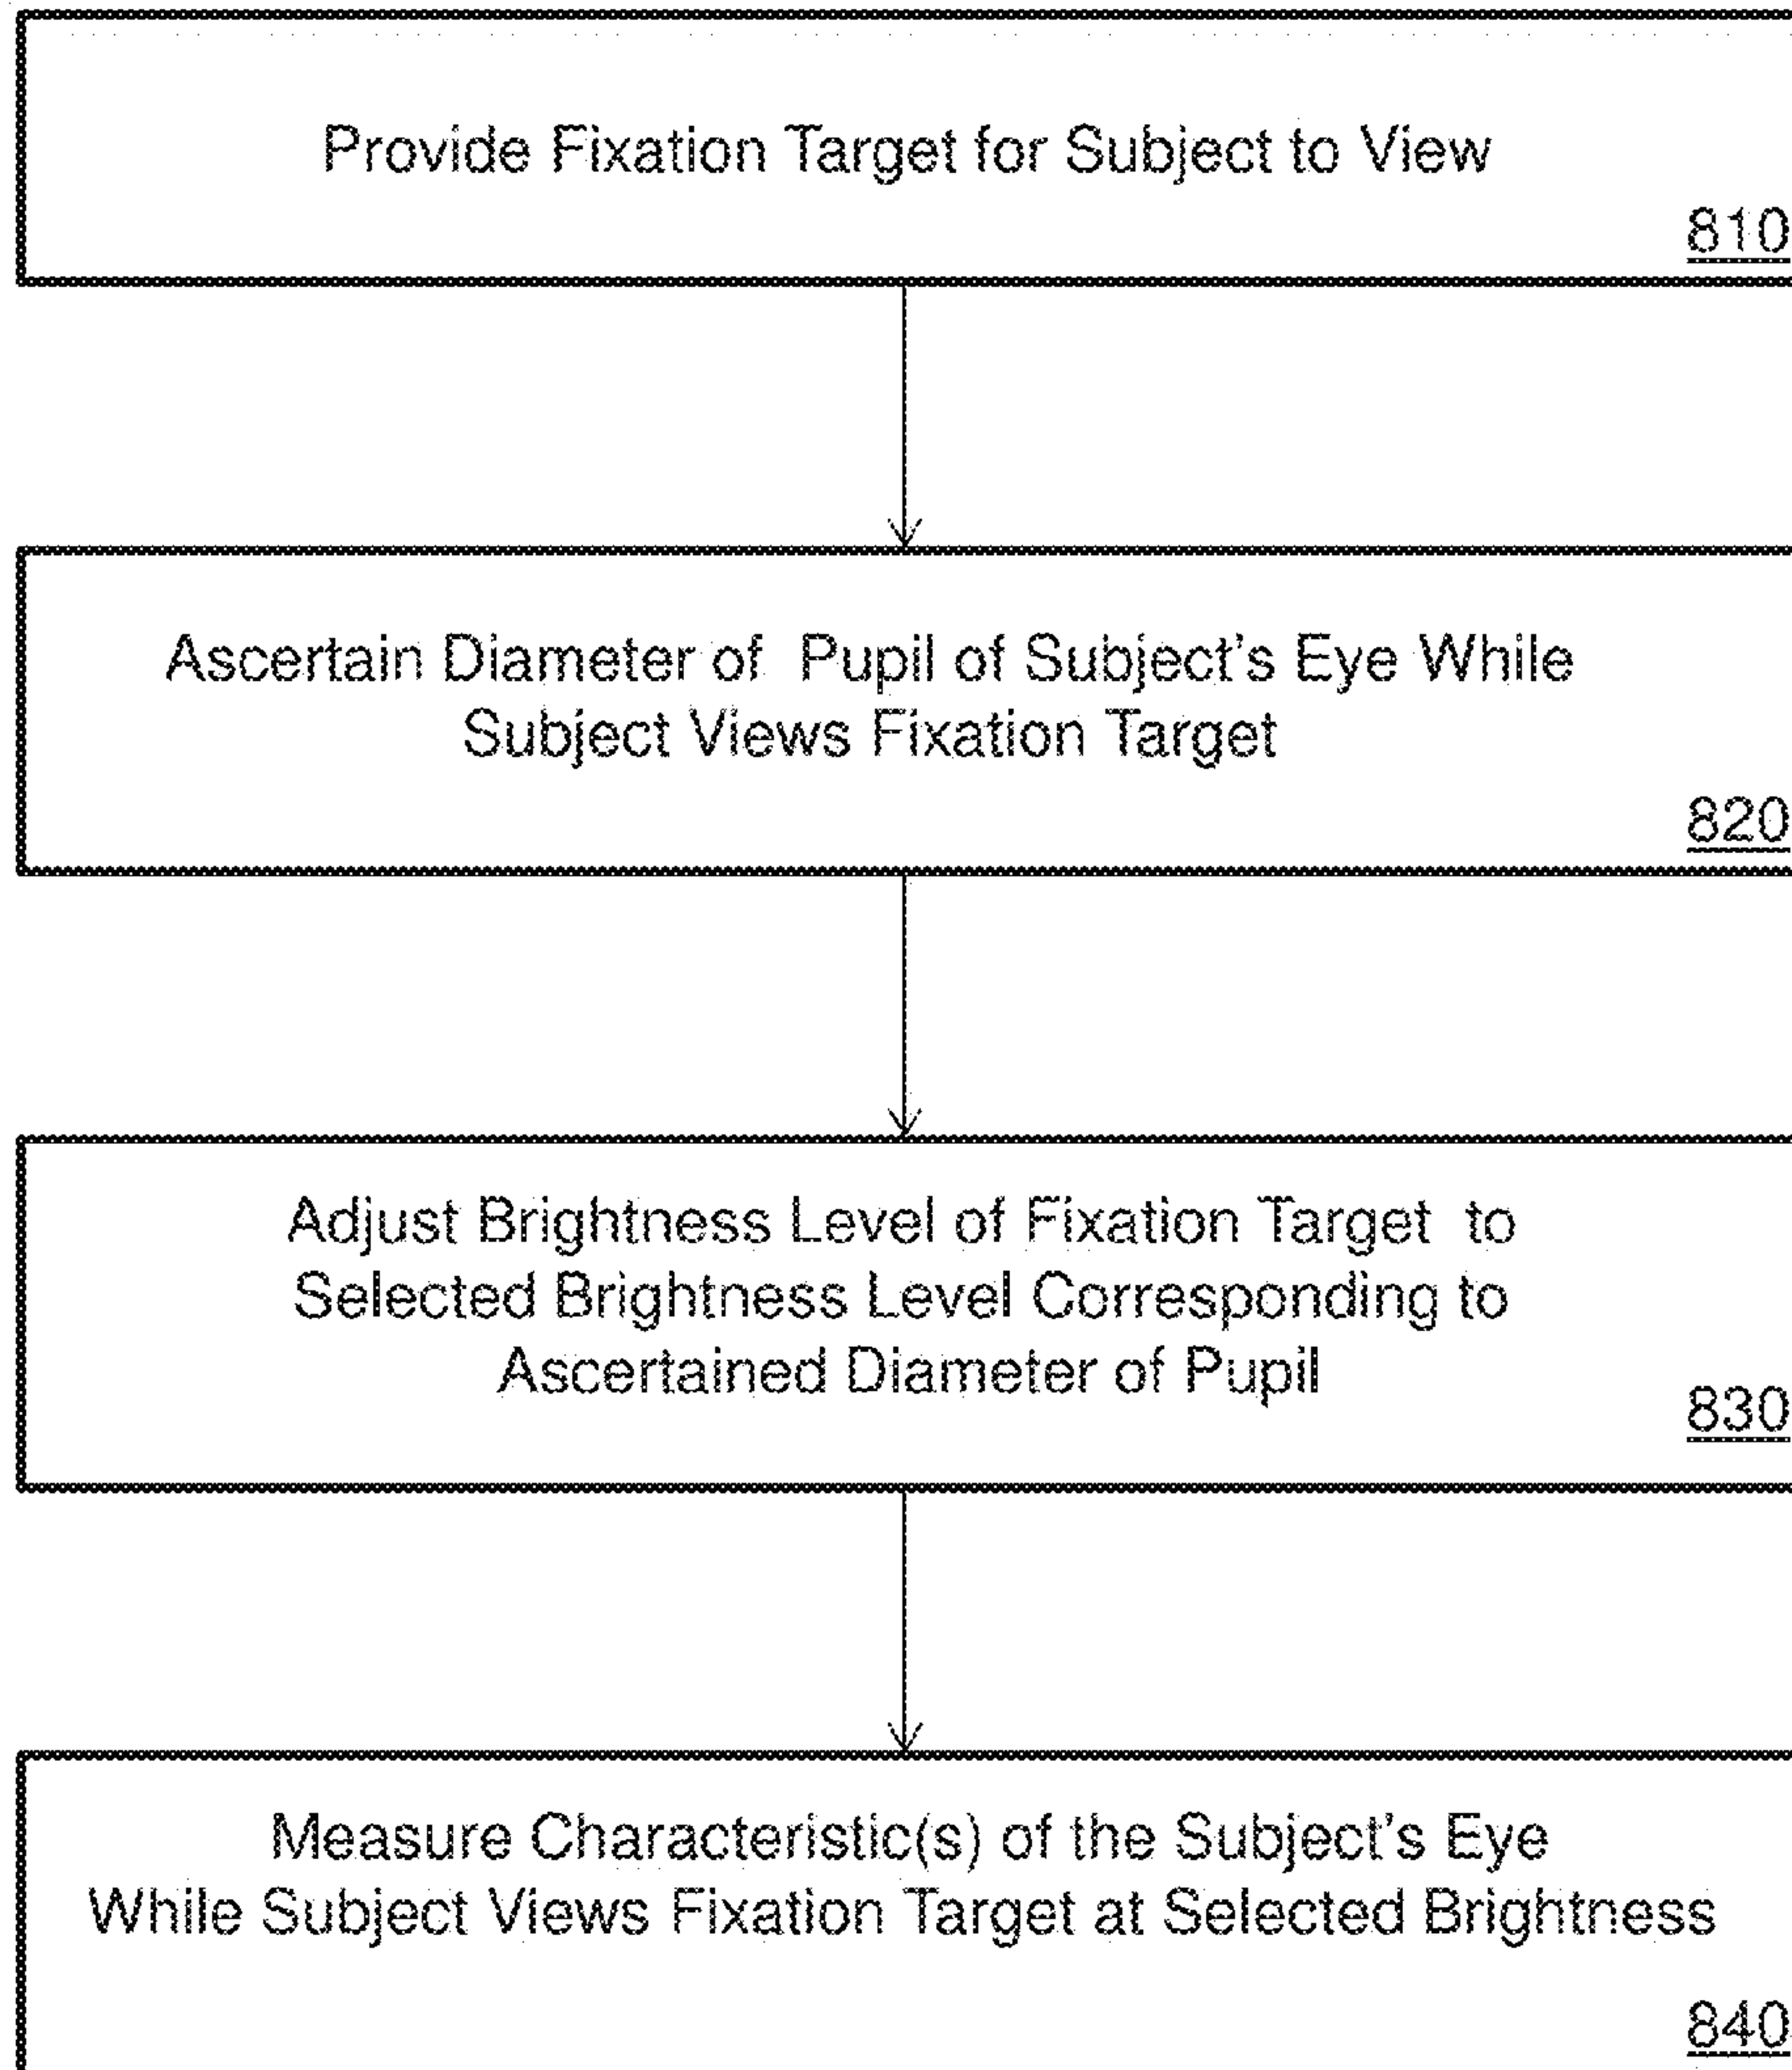 Provide Fixation Target for Subject to View
810
Ascertain Diameter of Pupil of Subject's Eye While
Subject Views Fixation Target
820
Adjust Brightness Level of Fixation Target to
Selected Brightness Level Corresponding to
Ascertained Diameter of Pupil
830
Measure Characteristic(s) of the Subject's Eye
While Subject Views Fixation Target at Selected Brightness
840